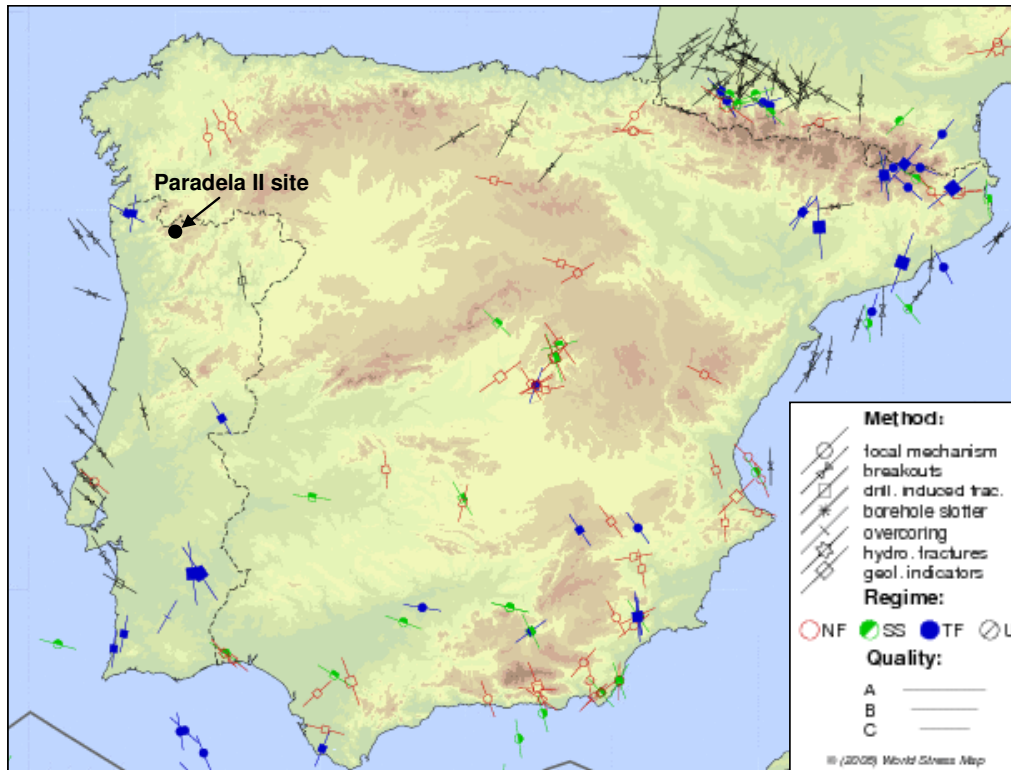 Paradela II site
Method:
focal mechanism
breakouts
drill. induced frac.
borehole slotter
overcoring
hydro. fractures
geol. indicators
Regime:
NF SS TF U
Quality:
A
B
C
© (2008) World Stress Map